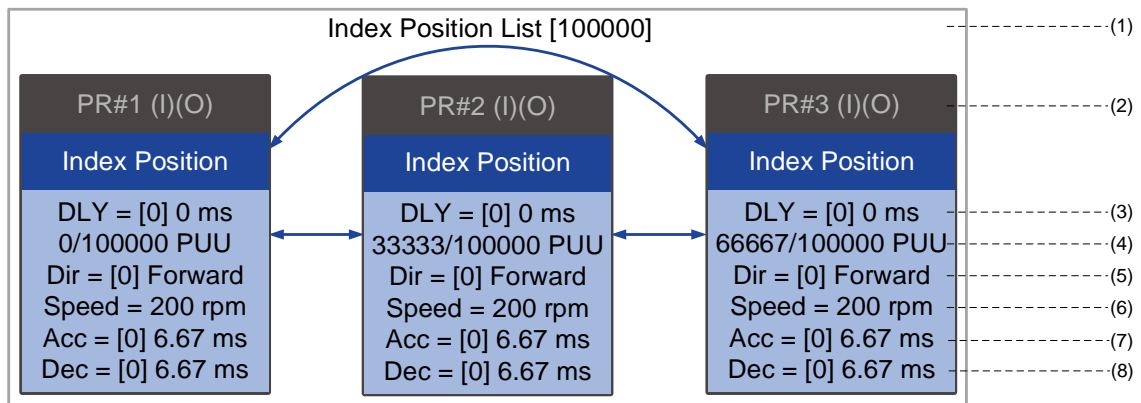 Index Position List [100000]
(1)
PR#1 (I)(O)
PR#2 (I)(O)
PR#3 (I)(O)
(2)
Index Position
Index Position
Index Position
DLY = [0] 0 ms
0/100000 PUU
Dir = [0] Forward
Speed = 200 rpm
Acc = [0] 6.67 ms
Dec = [0] 6.67 ms
DLY = [0] 0 ms
33333/100000 PUU
Dir = [0] Forward
Speed = 200 rpm
Acc = [0] 6.67 ms
Dec = [0] 6.67 ms
DLY = [0] 0 ms
66667/100000 PUU
Dir = [0] Forward
Speed = 200 rpm
Acc = [0] 6.67 ms
Dec = [0] 6.67 ms
(3)
(4)
(5)
(6)
(7)
(8)